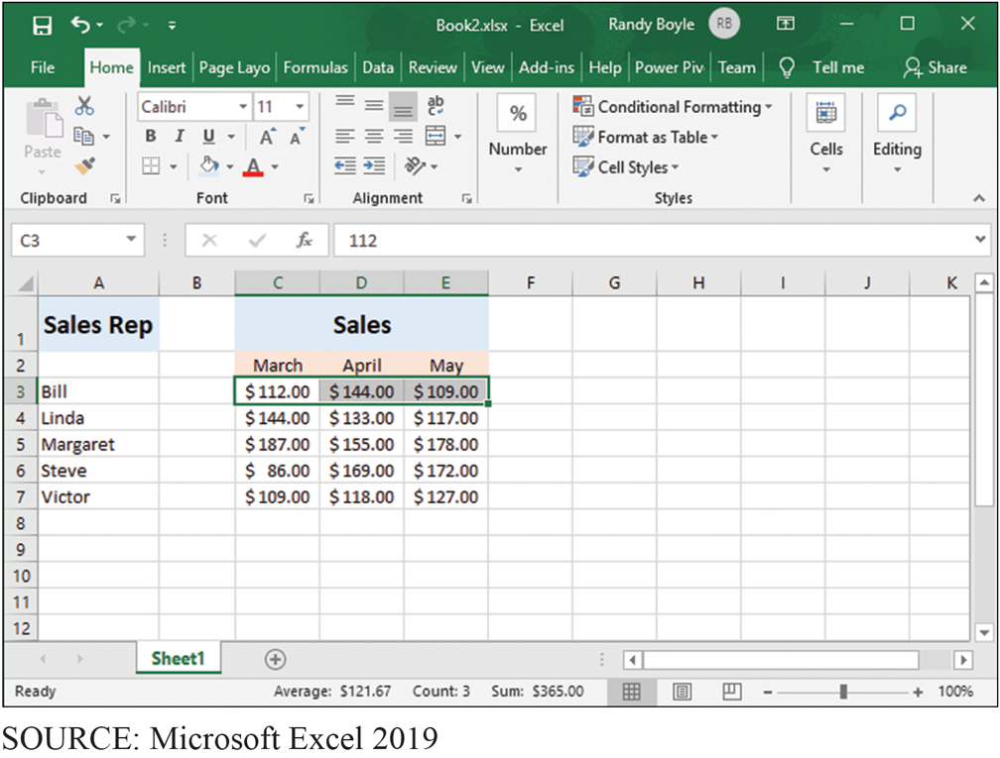 Book2.xlsx - Excel Randy Boyle RB
File Home Insert Page Layo Formulas Data Review View Add-ins Help Power Piv Team Tell me Share
Paste
Calibri 11
B I U A A
A
ab
%
Number
Conditional Formatting
Format as Table
Cell Styles
Cells
Editing
Clipboard Font Alignment Styles
C3 fx 112
A B C D E F G H I J K
1 Sales Rep Sales
2 March April May
3 Bill $112.00 $144.00 $109.00
4 Linda $144.00 $133.00 $117.00
5 Margaret $187.00 $155.00 $178.00
6 Steve $ 86.00 $169.00 $172.00
7 Victor $109.00 $118.00 $127.00
8
9
10
11
12
Sheet1
Ready Average: $121.67 Count: 3 Sum: $365.00 - + 100%
SOURCE: Microsoft Excel 2019